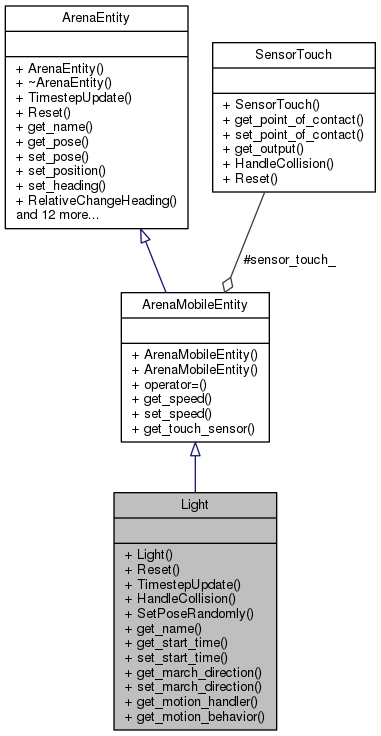 ArenaEntity
+ ArenaEntity()
+ ~ArenaEntity()
+ TimestepUpdate()
+ Reset()
+ get_name()
+ get_pose()
+ set_pose()
+ set_position()
+ set_heading()
+ RelativeChangeHeading()
and 12 more...
SensorTouch
+ SensorTouch()
+ get_point_of_contact()
+ set_point_of_contact()
+ get_output()
+ HandleCollision()
+ Reset()
#sensor_touch_
ArenaMobileEntity
+ ArenaMobileEntity()
+ ArenaMobileEntity()
+ operator=()
+ get_speed()
+ set_speed()
+ get_touch_sensor()
Light
+ Light()
+ Reset()
+ TimestepUpdate()
+ HandleCollision()
+ SetPoseRandomly()
+ get_name()
+ get_start_time()
+ set_start_time()
+ get_march_direction()
+ set_march_direction()
+ get_motion_handler()
+ get_motion_behavior()